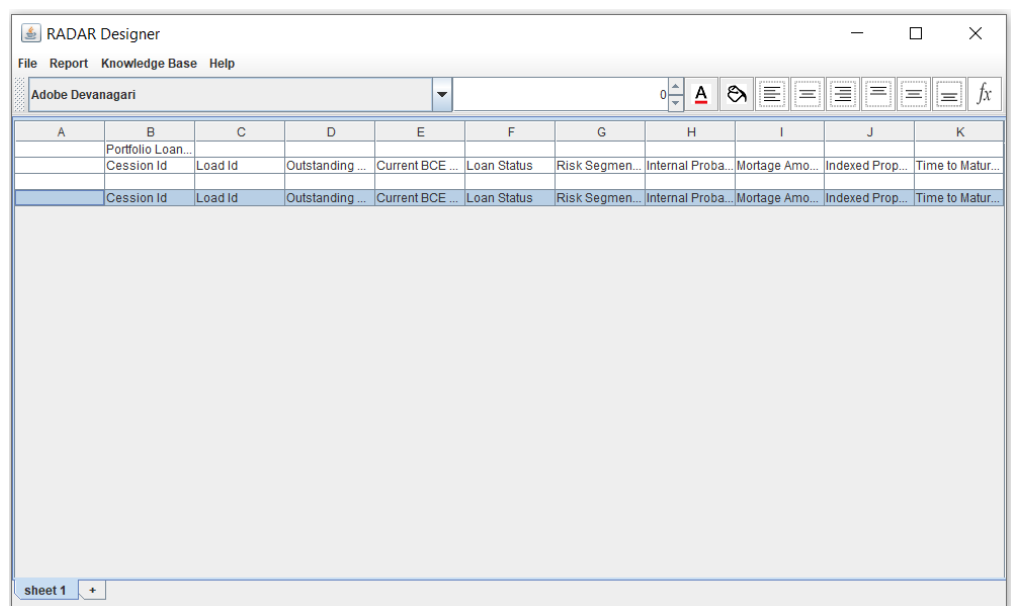 RADAR Designer
File Report Knowledge Base Help
Adobe Devanagari 0 A fx
A B C D E F G H I J K
Portfolio Loan...
Cession Id Load Id Outstanding ... Current BCE ... Loan Status Risk Segmen... Internal Proba... Mortage Amo... Indexed Prop... Time to Matur...
Cession Id Load Id Outstanding ... Current BCE ... Loan Status Risk Segmen... Internal Proba... Mortage Amo... Indexed Prop... Time to Matur...
sheet 1 +